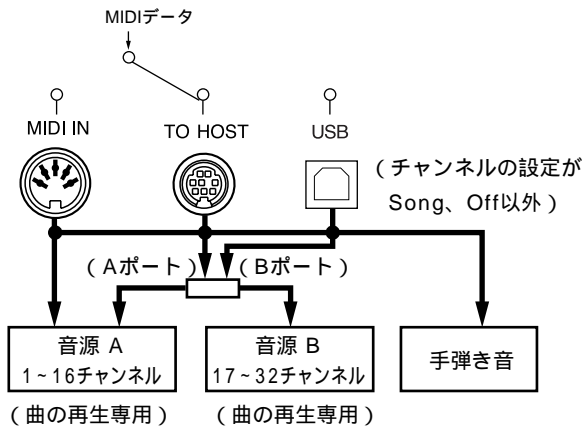 MIDIデータ
MIDI IN
TO HOST
USB
（チャンネルの設定が
Song、Off以外）
（Aポート）
（Bポート）
音源 A
1~16チャンネル
音源 B
17~32チャンネル
手弾き音
（曲の再生専用）
（曲の再生専用）